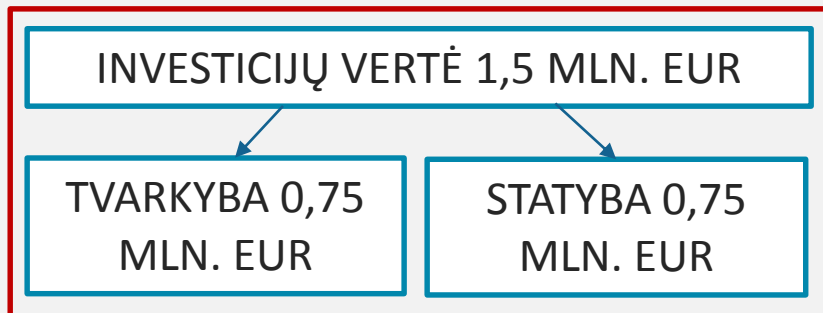 INVESTICIJŲ VERTĖ 1,5 MLN. EUR
TVARKYBA 0,75
MLN. EUR
STATYBA 0,75
MLN. EUR